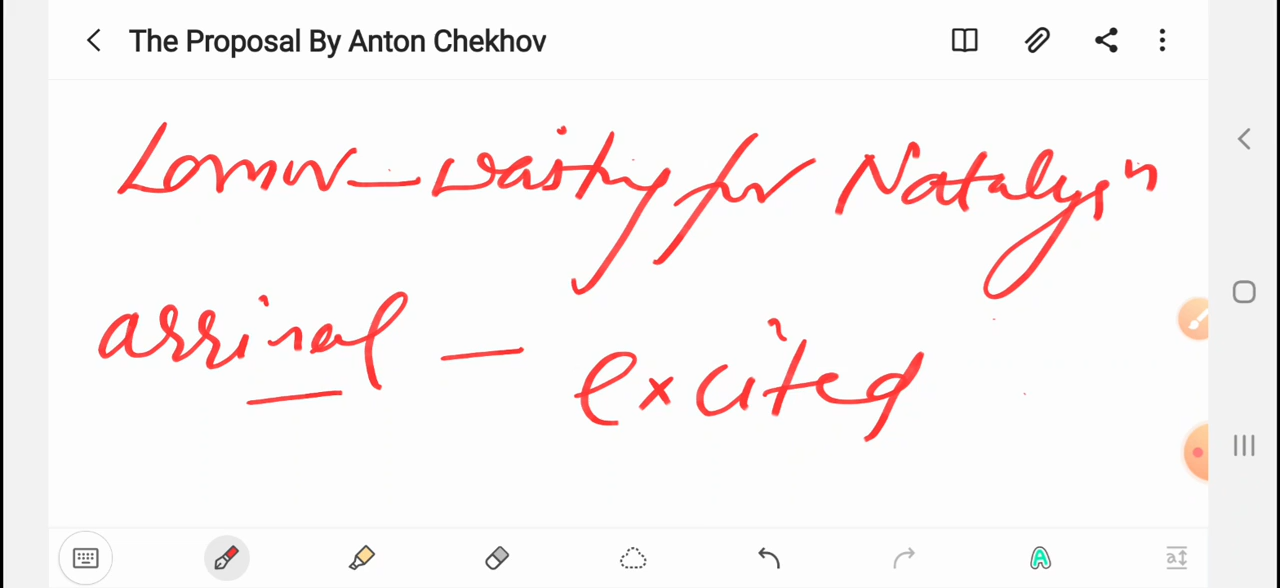 The Proposal By Anton Chekhov
Lomov - waiting for Natalya's
arrival - excited